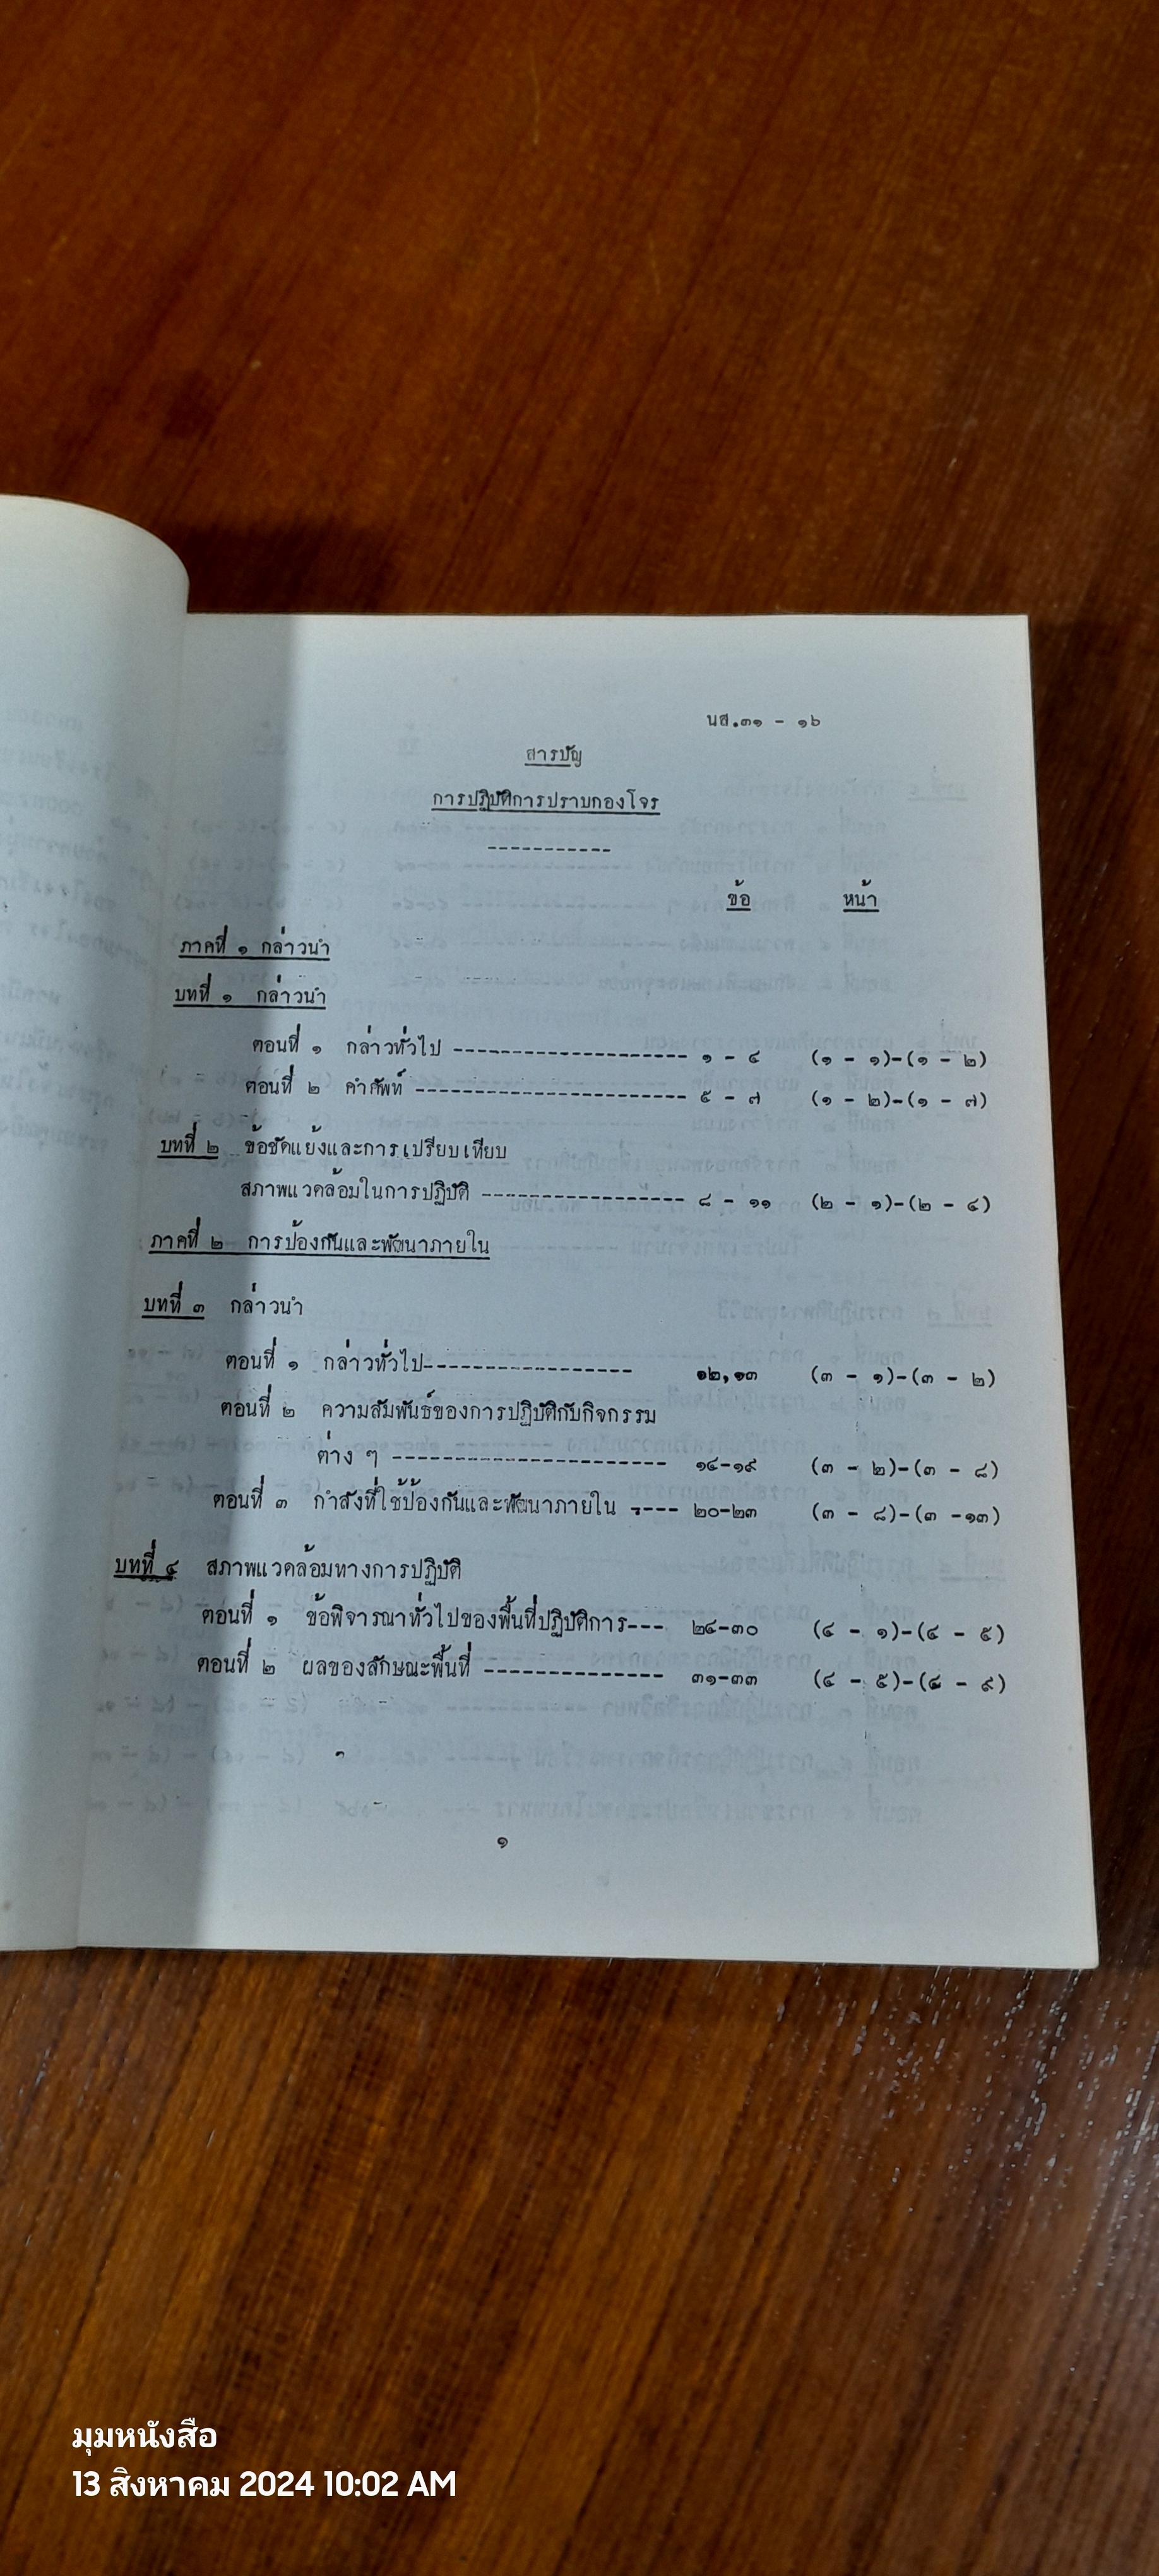 นส.๓๑ - ๑๖
สารบัญ
การปฏิบัติการปราบกองโจร
-----------
ข้อ หน้า
ภาคที่ ๑ กล่าวนำ
บทที่ ๑ กล่าวนำ
ตอนที่ ๑ กล่าวทั่วไป -------------------- ๑ - ๔ (๑ - ๑)-(๑ - ๒)
ตอนที่ ๒ คำศัพท์ ----------------------- ๕ - ๗ (๑ - ๒)-(๑ - ๗)
บทที่ ๒ ข้อขัดแย้งและการเปรียบเทียบ
สภาพแวดล้อมในการปฏิบัติ ----------------- ๘ - ๑๑ (๒ - ๑)-(๒ - ๔)
ภาคที่ ๒ การป้องกันและพัฒนาภายใน
บทที่ ๓ กล่าวนำ
ตอนที่ ๑ กล่าวทั่วไป------------------ ๑๒,๑๓ (๓ - ๑)-(๓ - ๒)
ตอนที่ ๒ ความสัมพันธ์ของการปฏิบัติกับกิจกรรม
ต่าง ๆ ----------------------- ๑๔-๑๙ (๓ - ๒)-(๓ - ๘)
ตอนที่ ๓ กำลังที่ใช้ป้องกันและพัฒนาภายใน ---- ๒๐-๒๓ (๓ - ๘)-(๓ -๑๓)
บทที่ ๔ สภาพแวดล้อมทางการปฏิบัติ
ตอนที่ ๑ ข้อพิจารณาทั่วไปของพื้นที่ปฏิบัติการ--- ๒๔-๓๐ (๔ - ๑)-(๔ - ๕)
ตอนที่ ๒ ผลของลักษณะพื้นที่ --------------- ๓๑-๓๓ (๔ - ๕)-(๔ - ๙)
๑
มุมหนังสือ
13 สิงหาคม 2024 10:02 AM